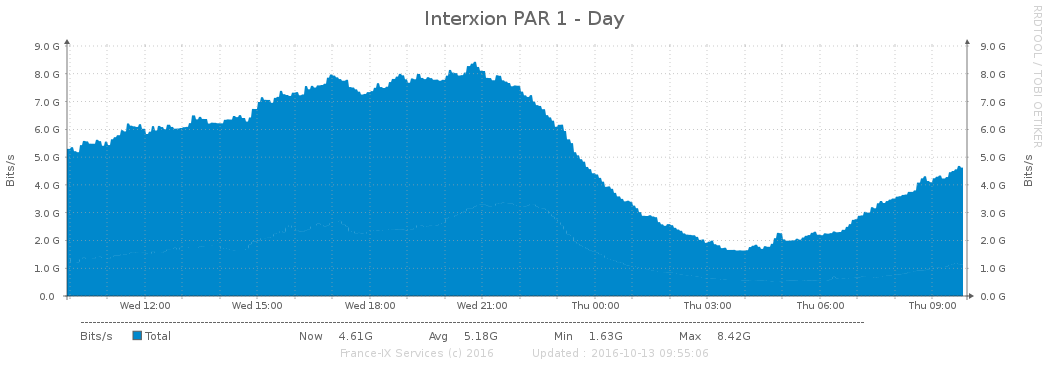 Interxion PAR 1 - Day
RRDTOOL / TOBI OETIKER
Bits/s
9.0 G 9.0 G
8.0 G 8.0 G
7.0 G 7.0 G
6.0 G 6.0 G
5.0 G 5.0 G
4.0 G 4.0 G
3.0 G 3.0 G
2.0 G 2.0 G
1.0 G 1.0 G
0.0 0.0 G
Bits/s
Wed 12:00 Wed 15:00 Wed 18:00 Wed 21:00 Thu 00:00 Thu 03:00 Thu 06:00 Thu 09:00
Bits/s Total Now 4.61G Avg 5.18G Min 1.63G Max 8.42G
France-IX Services (c) 2016 Updated : 2016-10-13 09:55:06